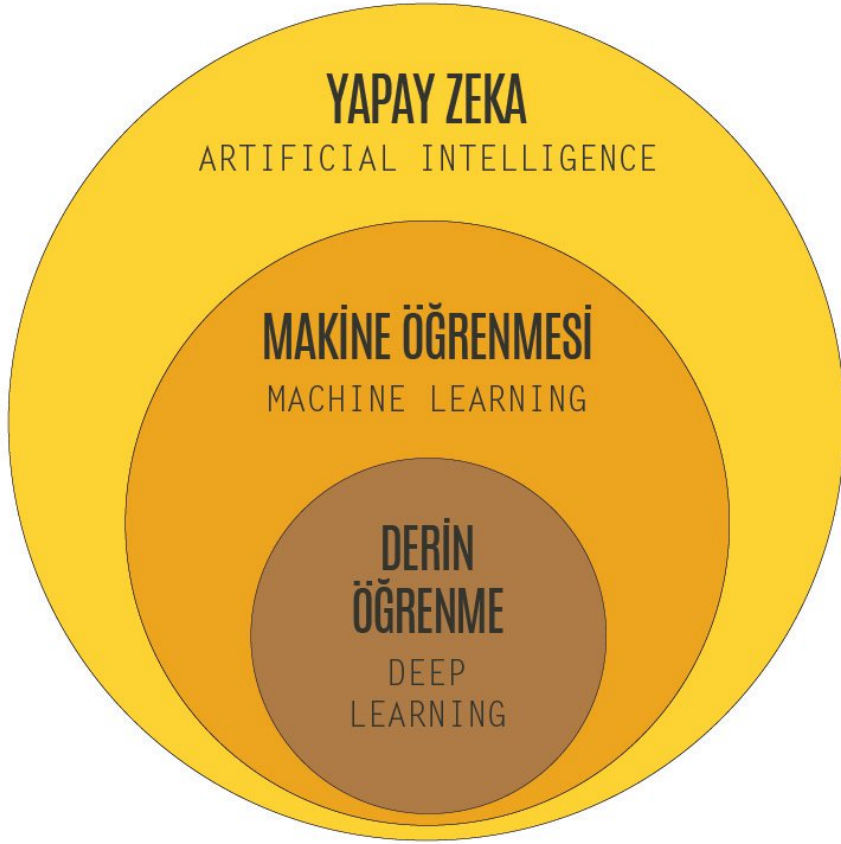 YAPAY ZEKA
ARTIFICIAL INTELLIGENCE
MAKİNE ÖĞRENMESİ
MACHINE LEARNING
DERİN
ÖĞRENME
DEEP
LEARNING